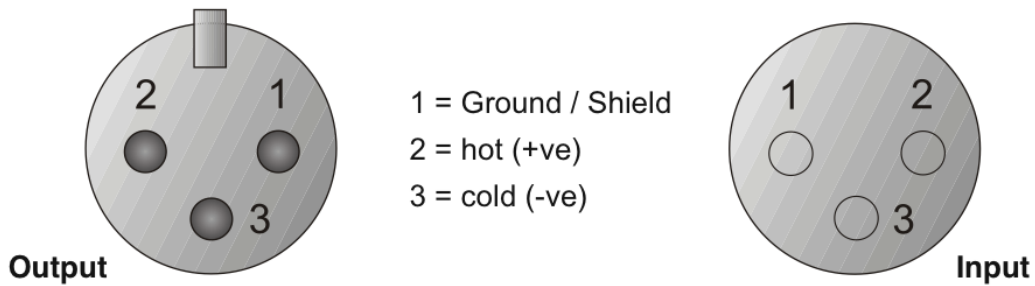 2 1
3
Output
1 = Ground / Shield
2 = hot (+ve)
3 = cold (-ve)
1 2
3
Input